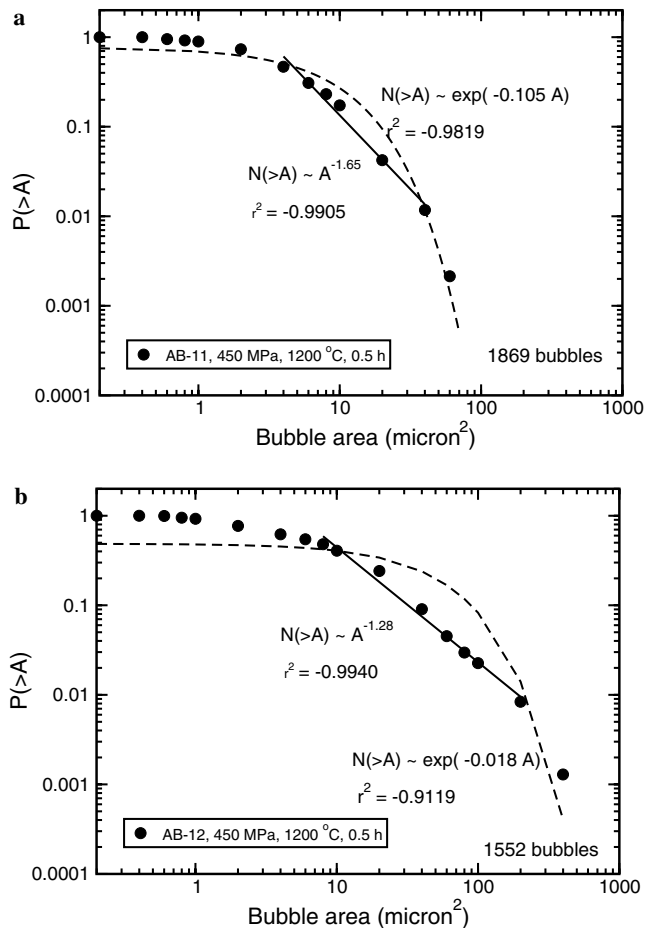 a
1
0.1
0.01
0.001
0.0001
P(>A)
N(>A) ~ exp( -0.105 A)
r² = -0.9819
N(>A) ~ A^-1.65
r² = -0.9905
AB-11, 450 MPa, 1200 °C, 0.5 h
1869 bubbles
1 10 100 1000
Bubble area (micron²)
b
1
0.1
0.01
0.001
0.0001
P(>A)
N(>A) ~ A^-1.28
r² = -0.9940
N(>A) ~ exp( -0.018 A)
r² = -0.9119
AB-12, 450 MPa, 1200 °C, 0.5 h
1552 bubbles
1 10 100 1000
Bubble area (micron²)